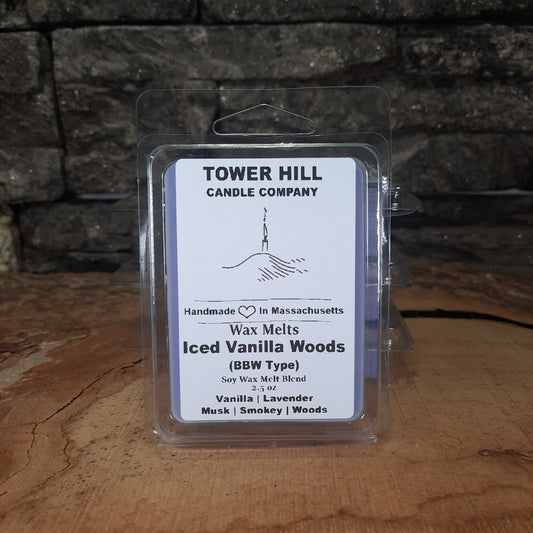 TOWER HILL
CANDLE COMPANY
Handmade In Massachusetts
Wax Melts
Iced Vanilla Woods
(BBW Type)
Soy Wax Melt Blend
2.5 oz
Vanilla | Lavender
Musk | Smokey | Woods